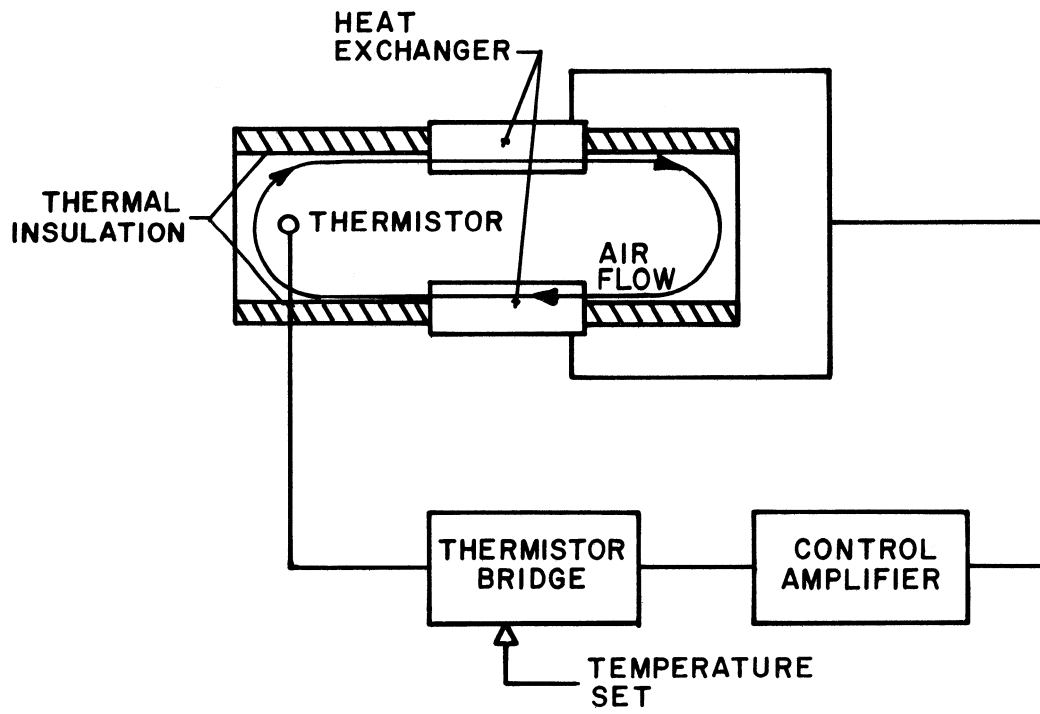 HEAT
EXCHANGER
THERMAL
INSULATION
THERMISTOR
AIR
FLOW
THERMISTOR
BRIDGE
CONTROL
AMPLIFIER
TEMPERATURE
SET